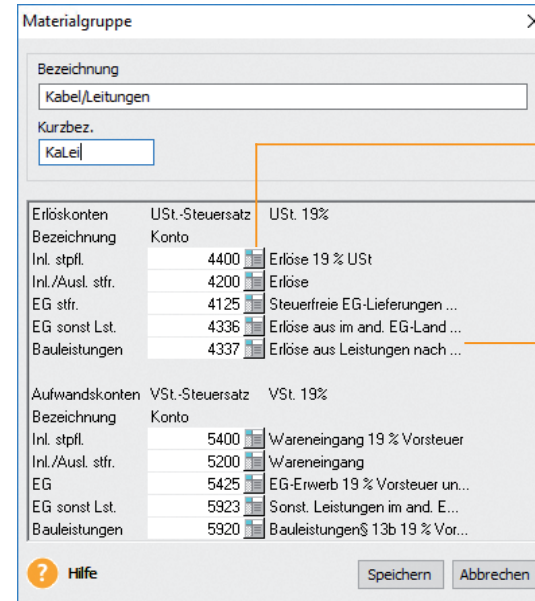 Materialgruppe
Bezeichnung
Kabel/Leitungen
Kurzbez.
KaLei
Erlöskonten USt.-Steuersatz USt. 19%
Bezeichnung Konto
Inl. stpfl. 4400 Erlöse 19 % USt
Inl./Ausl. stfr. 4200 Erlöse
EG stfr. 4125 Steuerfreie EG-Lieferungen ...
EG sonst Lst. 4336 Erlöse aus im and. EG-Land ...
Bauleistungen 4337 Erlöse aus Leistungen nach ...
Aufwandskonten VSt.-Steuersatz VSt. 19%
Bezeichnung Konto
Inl. stpfl. 5400 Wareneingang 19 % Vorsteuer
Inl./Ausl. stfr. 5200 Wareneingang
EG 5425 EG-Erwerb 19 % Vorsteuer un...
EG sonst Lst. 5923 Sonst. Leistungen im and. E...
Bauleistungen 5920 Bauleistungen§ 13b 19 % Vor...
? Hilfe Speichern Abbrechen